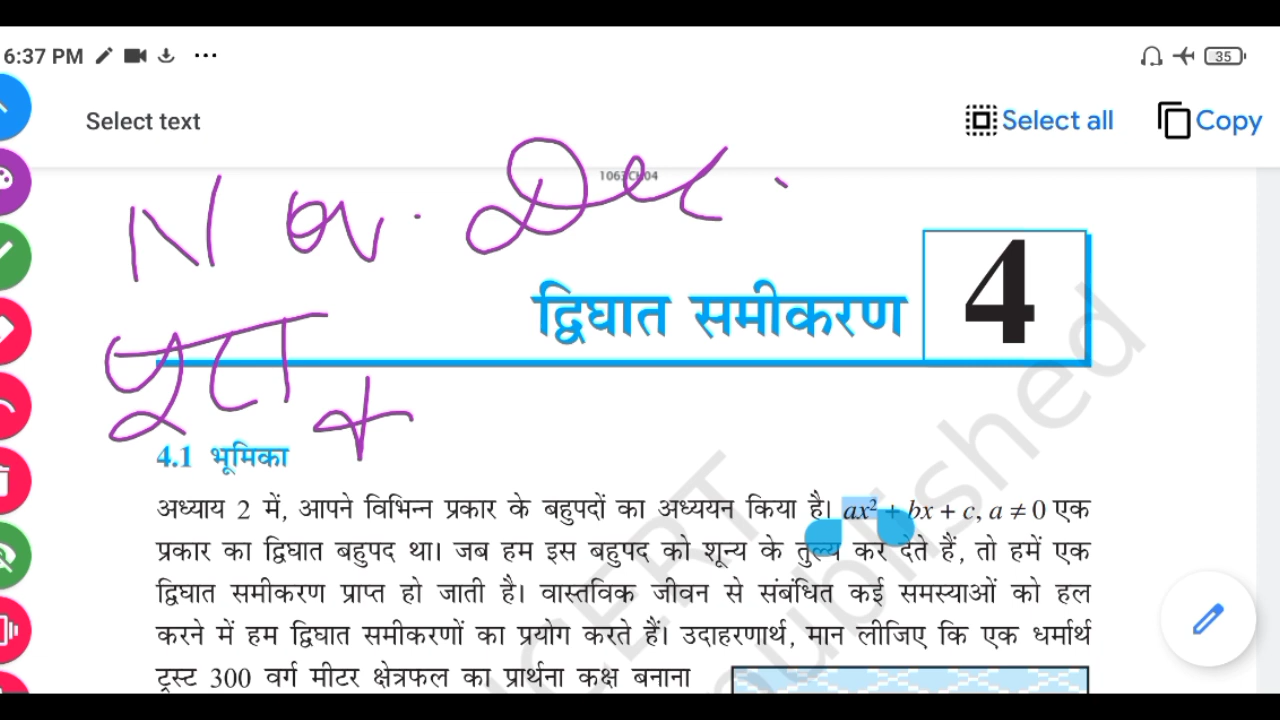 6:37 PM ... 35
Select text Select all Copy
1067CH04
Nov. Dec.
द्विघात समीकरण 4
4.1 भूमिका
अध्याय 2 में, आपने विभिन्न प्रकार के बहुपदों का अध्ययन किया है। ax² + bx + c, a ≠ 0 एक
प्रकार का द्विघात बहुपद था। जब हम इस बहुपद को शून्य के तुल्य कर देते हैं, तो हमें एक
द्विघात समीकरण प्राप्त हो जाती है। वास्तविक जीवन से संबंधित कई समस्याओं को हल
करने में हम द्विघात समीकरणों का प्रयोग करते हैं। उदाहरणार्थ, मान लीजिए कि एक धर्मार्थ
ट्रस्ट 300 वर्ग मीटर क्षेत्रफल का प्रार्थना कक्ष बनाना